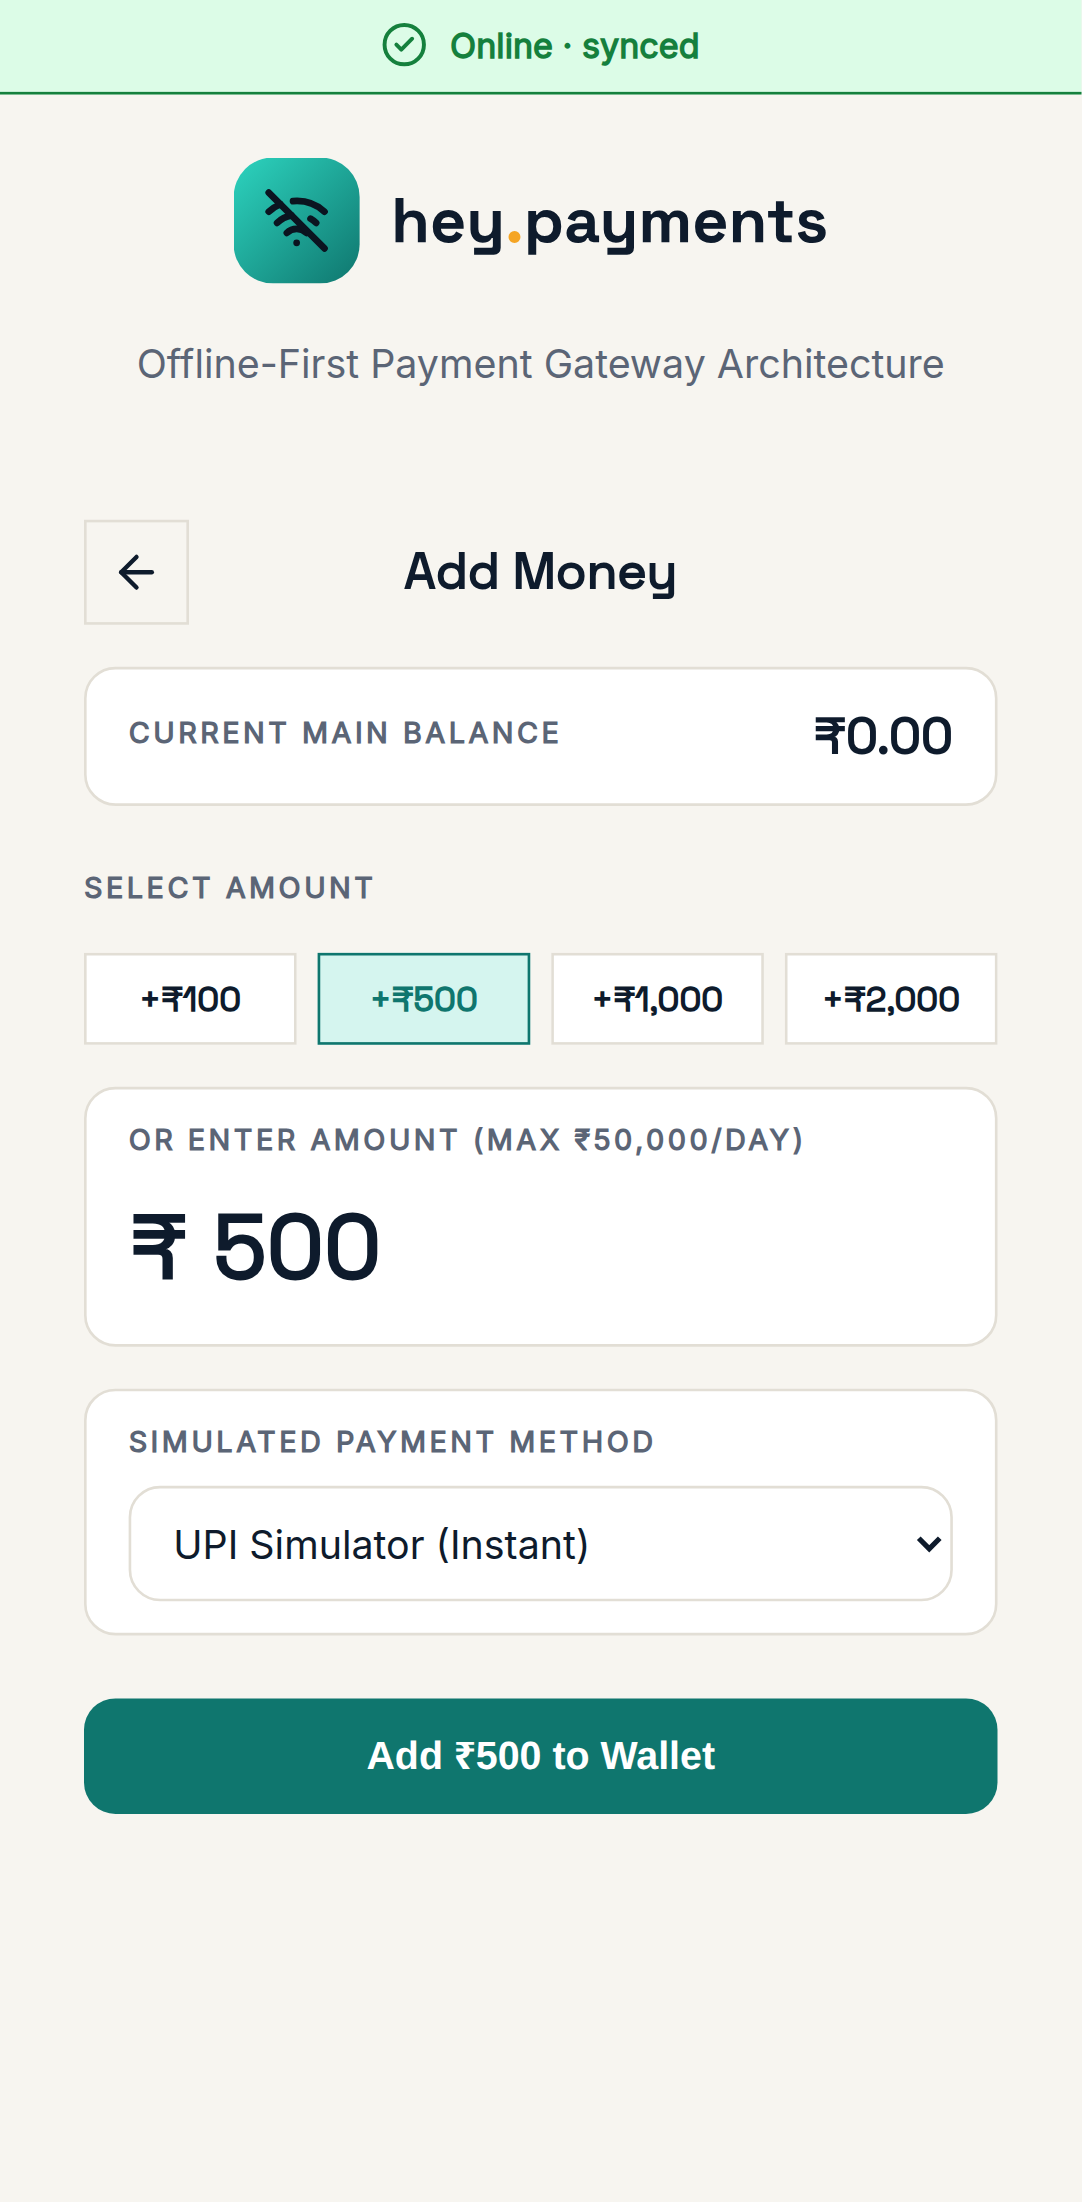 Online · synced
hey.payments
Offline-First Payment Gateway Architecture
Add Money
CURRENT MAIN BALANCE ₹0.00
SELECT AMOUNT
+₹100 +₹500 +₹1,000 +₹2,000
OR ENTER AMOUNT (MAX ₹50,000/DAY)
₹ 500
SIMULATED PAYMENT METHOD
UPI Simulator (Instant)
Add ₹500 to Wallet